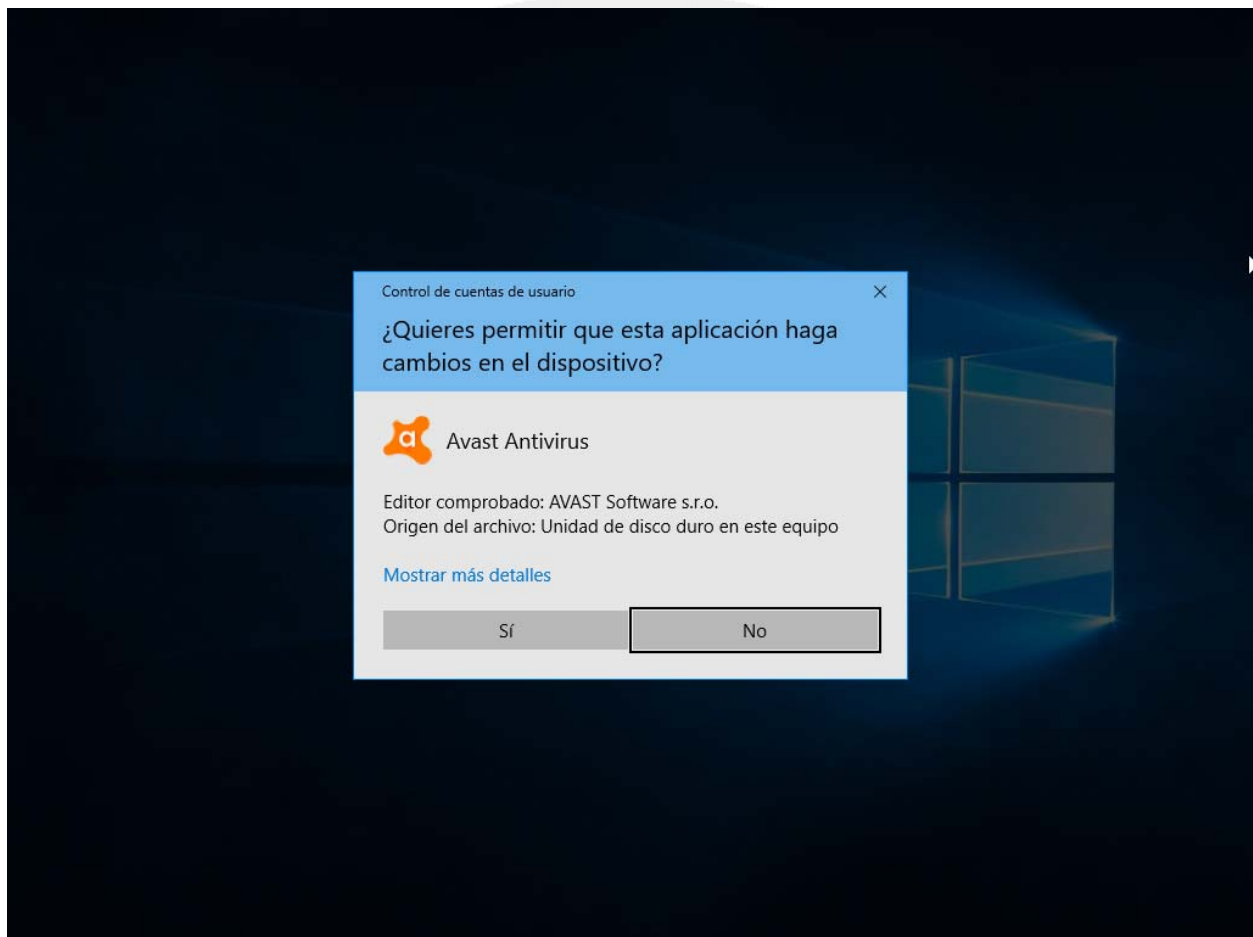 Control de cuentas de usuario
¿Quieres permitir que esta aplicación haga
cambios en el dispositivo?
a
Avast Antivirus
Editor comprobado: AVAST Software s.r.o.
Origen del archivo: Unidad de disco duro en este equipo
Mostrar más detalles
Sí
No